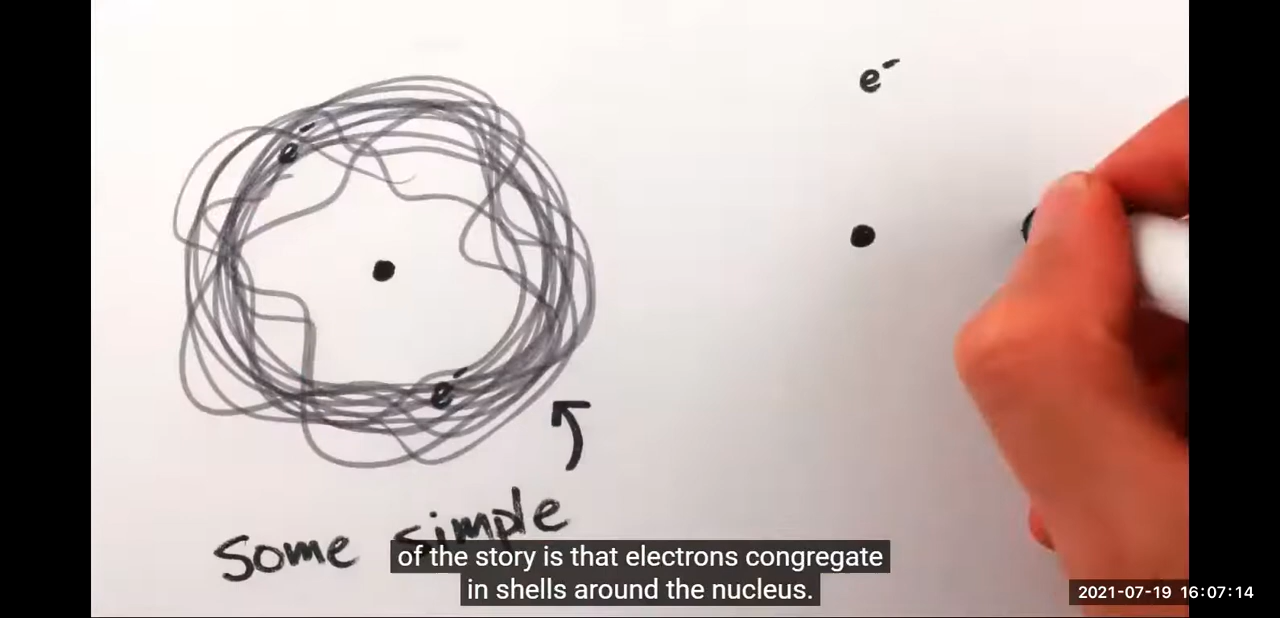 e⁻
e⁻
e⁻
Some simple
of the story is that electrons congregate
in shells around the nucleus.
2021-07-19 16:07:14